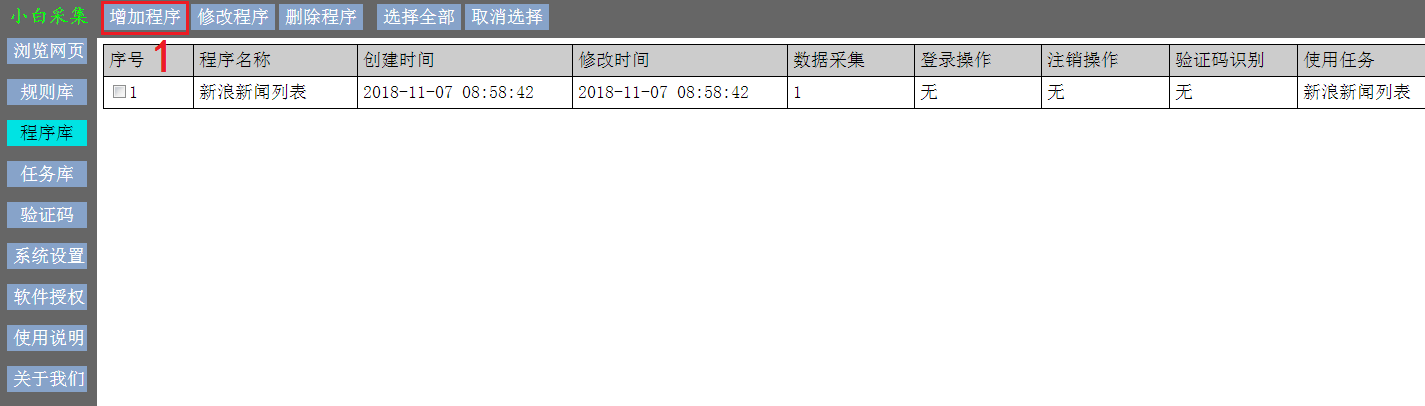 小白采集 增加程序 修改程序 删除程序 选择全部 取消选择
浏览网页
规则库
程序库
任务库
验证码
系统设置
软件授权
使用说明
关于我们
1
序号 程序名称 创建时间 修改时间 数据采集 登录操作 注销操作 验证码识别 使用任务
1 新浪新闻列表 2018-11-07 08:58:42 2018-11-07 08:58:42 1 无 无 无 新浪新闻列表